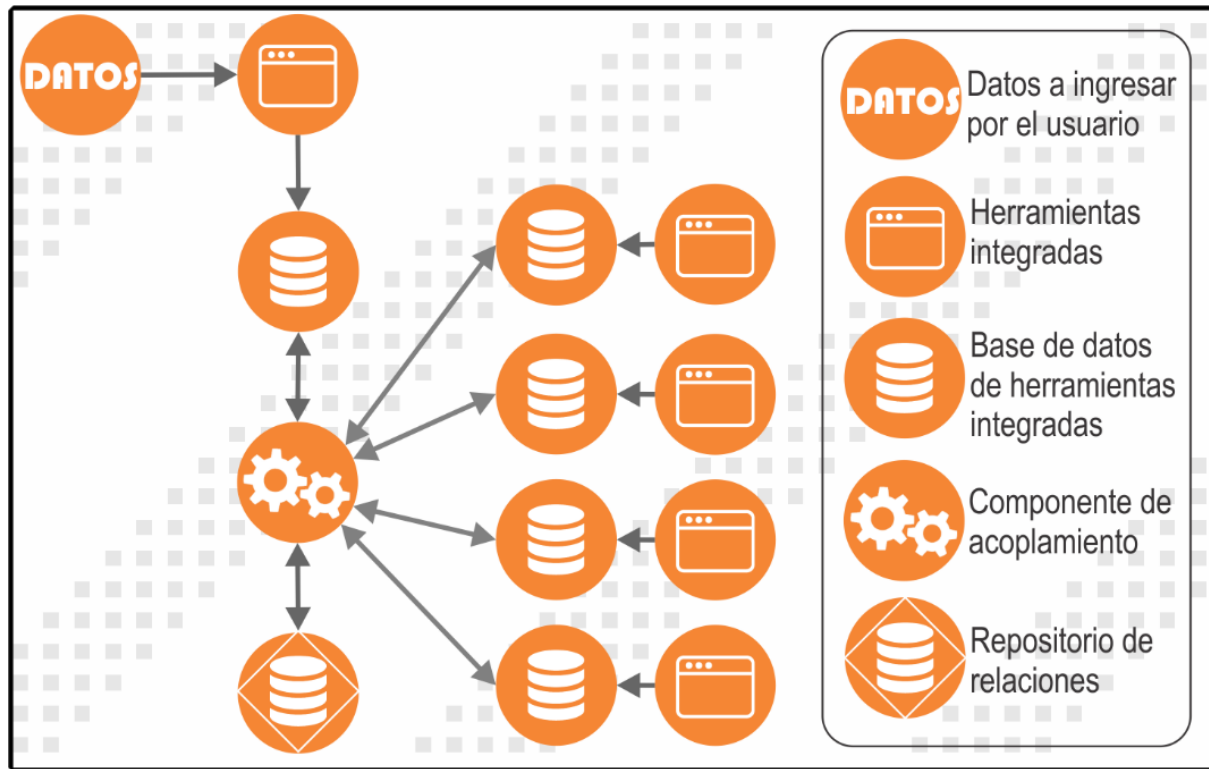 DATOS
DATOS
Datos a ingresar
por el usuario
Herramientas
integradas
Base de datos
de herramientas
integradas
Componente de
acoplamiento
Repositorio de
relaciones